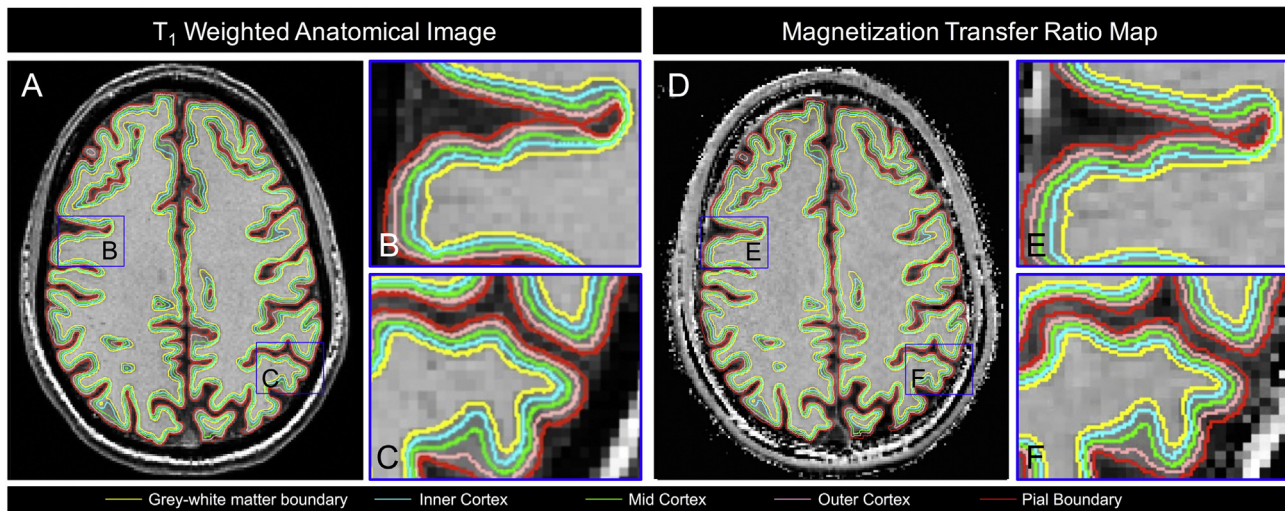 T₁ Weighted Anatomical Image
Magnetization Transfer Ratio Map
A
B
B
C
C
D
E
E
F
F
Grey-white matter boundary
Inner Cortex
Mid Cortex
Outer Cortex
Pial Boundary